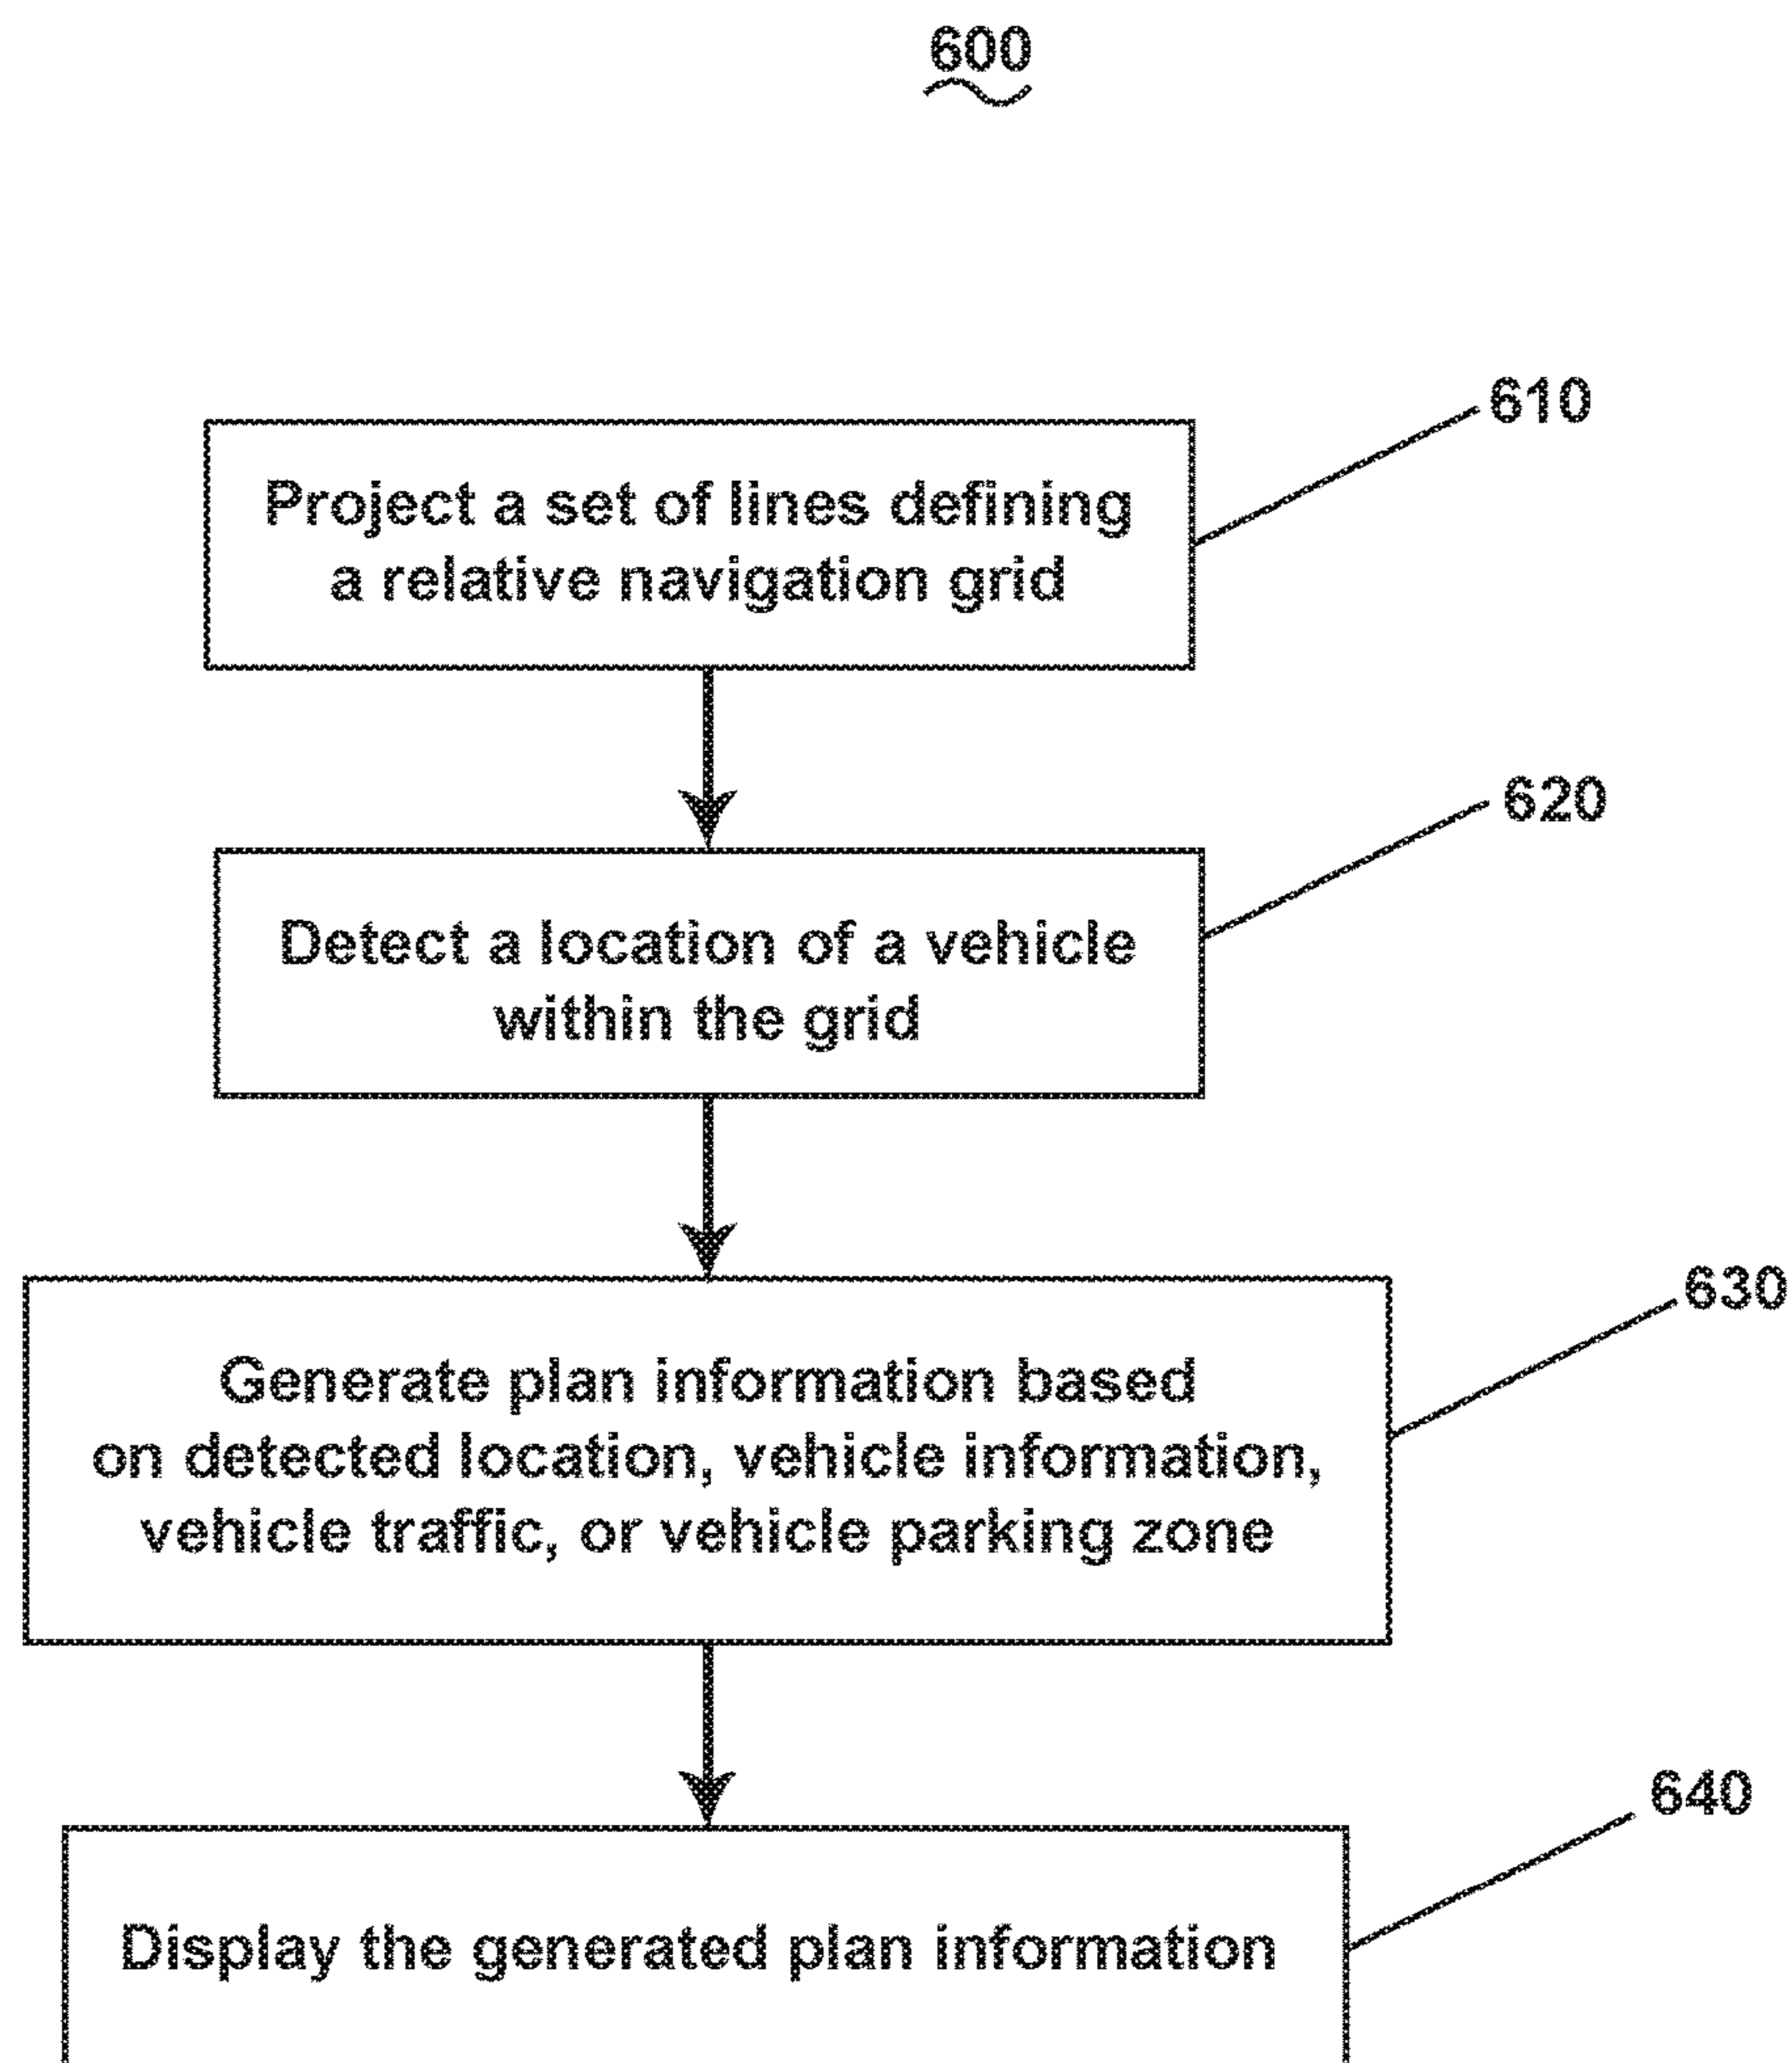 600
610
Project a set of lines defining
a relative navigation grid
620
Detect a location of a vehicle
within the grid
630
Generate plan information based
on detected location, vehicle information,
vehicle traffic, or vehicle parking zone
640
Display the generated plan information